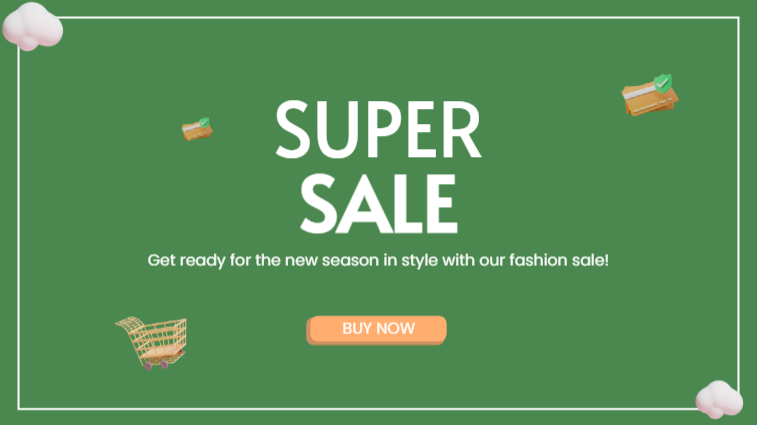 SUPER
SALE
Get ready for the new season in style with our fashion sale!
BUY NOW